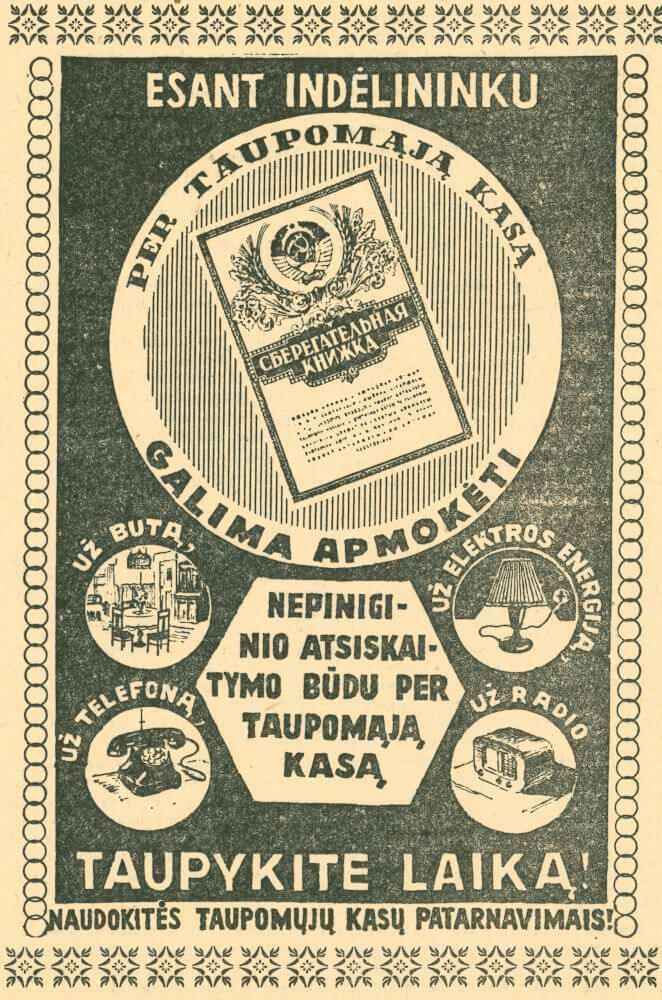 ESANT INDĖLININKU
PER TAUPOMĄJĄ KASĄ
СБЕРЕГАТЕЛЬНАЯ
КНИЖКА
GALIMA APMOKĖTI
UŽ BUTĄ,
UŽ ELEKTROS ENERGIJĄ,
NEPINIGI-
NIO ATSISKAI-
TYMO BŪDU PER
TAUPOMĄJĄ
KASĄ
UŽ TELEFONĄ,
UŽ RADIO
TAUPYKITE LAIKĄ!
NAUDOKITĖS TAUPOMŲJŲ KASŲ PATARNAVIMAIS!